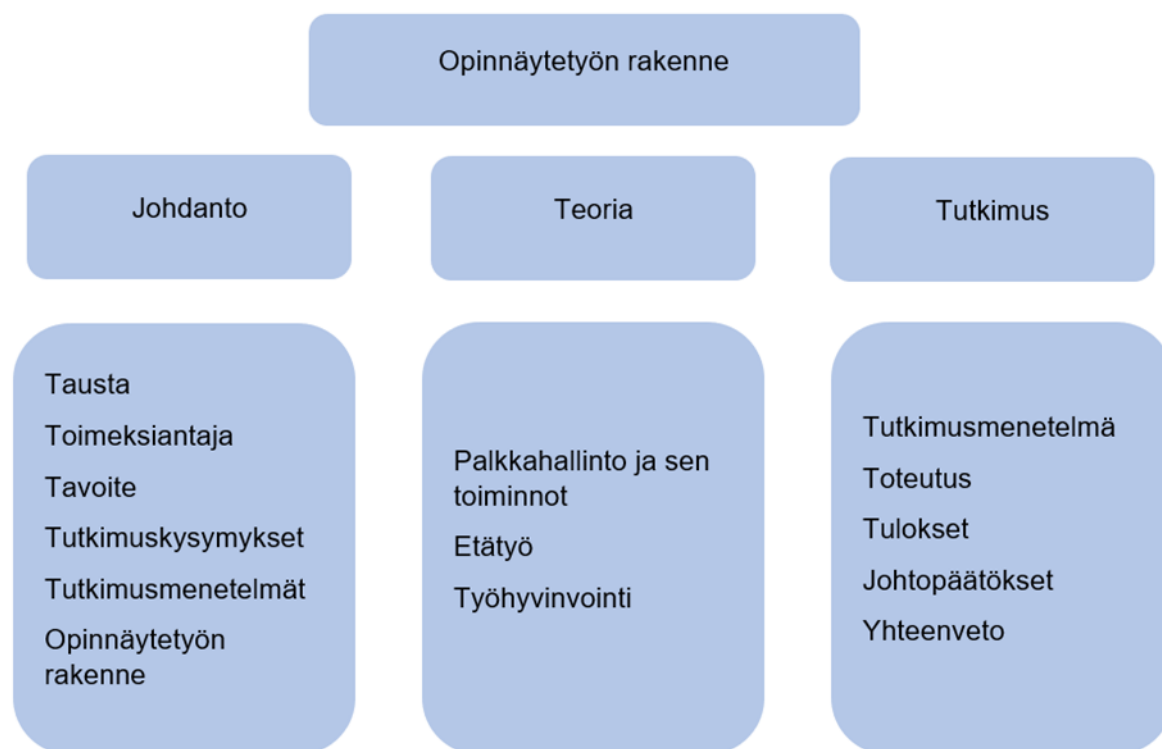 Opinnäytetyön rakenne
Johdanto
Teoria
Tutkimus
Tausta
Toimeksiantaja
Tavoite
Tutkimuskysymykset
Tutkimusmenetelmät
Opinnäytetyön
rakenne
Palkkahallinto ja sen
toiminnot
Etätyö
Työhyvinvointi
Tutkimusmenetelmä
Toteutus
Tulokset
Johtopäätökset
Yhteenveto